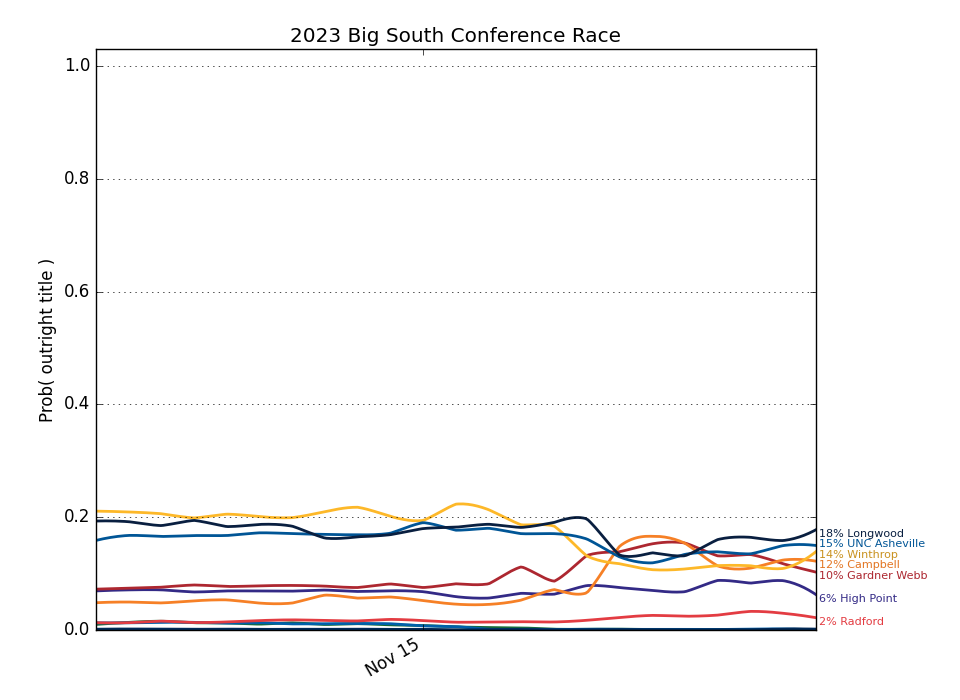 2023 Big South Conference Race
Prob( outright title )
1.0
0.8
0.6
0.4
0.2
0.0
Nov 15
18% Longwood
15% UNC Asheville
14% Winthrop
12% Campbell
10% Gardner Webb
6% High Point
2% Radford